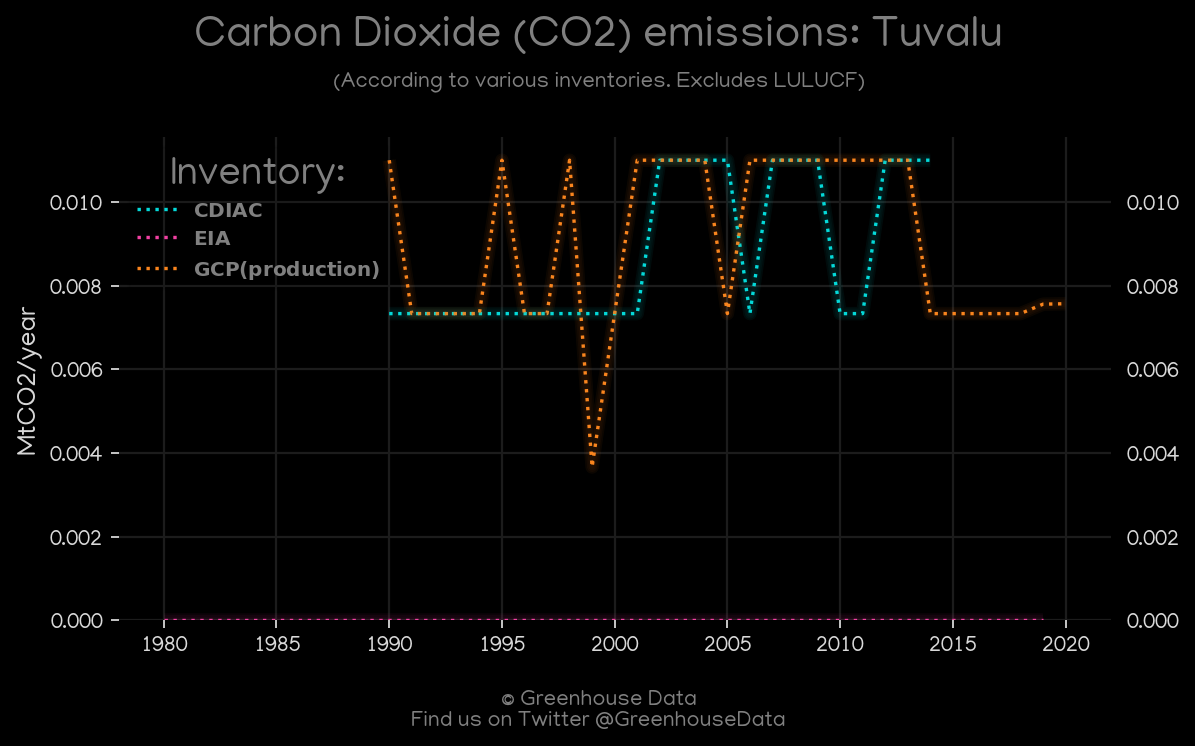 Carbon Dioxide (CO2) emissions: Tuvalu
(According to various inventories. Excludes LULUCF)
Inventory:
CDIAC
EIA
GCP(production)
MtCO2/year
0.010
0.008
0.006
0.004
0.002
0.000
0.010
0.008
0.006
0.004
0.002
0.000
1980 1985 1990 1995 2000 2005 2010 2015 2020
© Greenhouse Data
Find us on Twitter @GreenhouseData